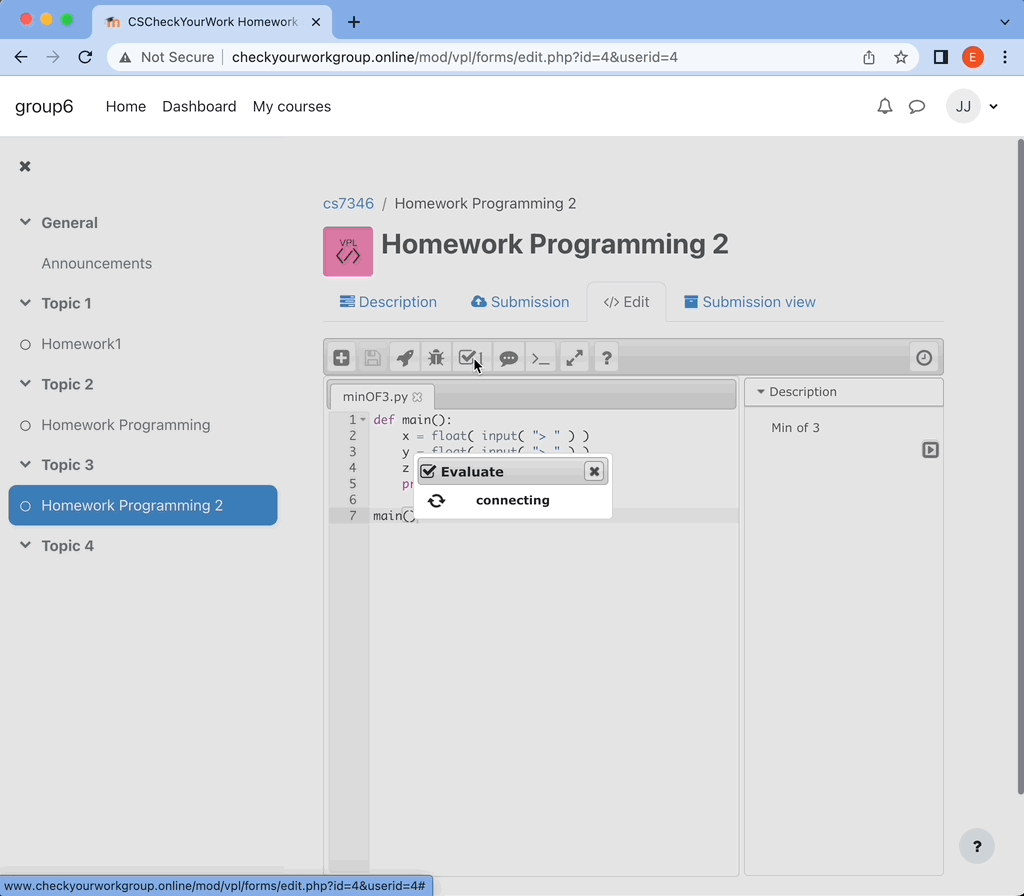 CSCheckYourWork Homework
Not Secure
checkyourworkgroup.online/mod/vpl/forms/edit.php?id=4&userid=4
E
group6
Home
Dashboard
My courses
JJ
General
Announcements
Topic 1
Homework1
Topic 2
Homework Programming
Topic 3
Homework Programming 2
Topic 4
cs7346 / Homework Programming 2
VPL
Homework Programming 2
Description
Submission
</> Edit
Submission view
minOF3.py
1 def main():
2 x = float( input( "> " ) )
3 y = float( input( "> " ) )
4 z
5 pr
6
7 main()
Evaluate
connecting
Description
Min of 3
?
www.checkyourworkgroup.online/mod/vpl/forms/edit.php?id=4&userid=4#